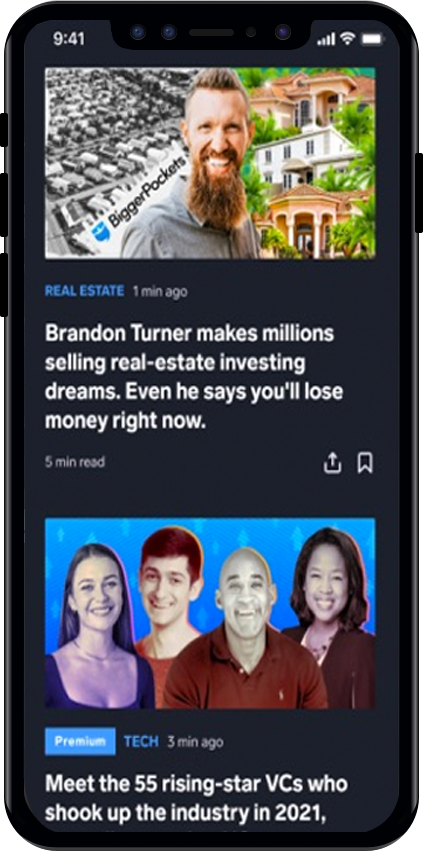 9:41
BiggerPockets
REAL ESTATE 1 min ago
Brandon Turner makes millions
selling real-estate investing
dreams. Even he says you'll lose
money right now.
5 min read
Premium TECH 3 min ago
Meet the 55 rising-star VCs who
shook up the industry in 2021,